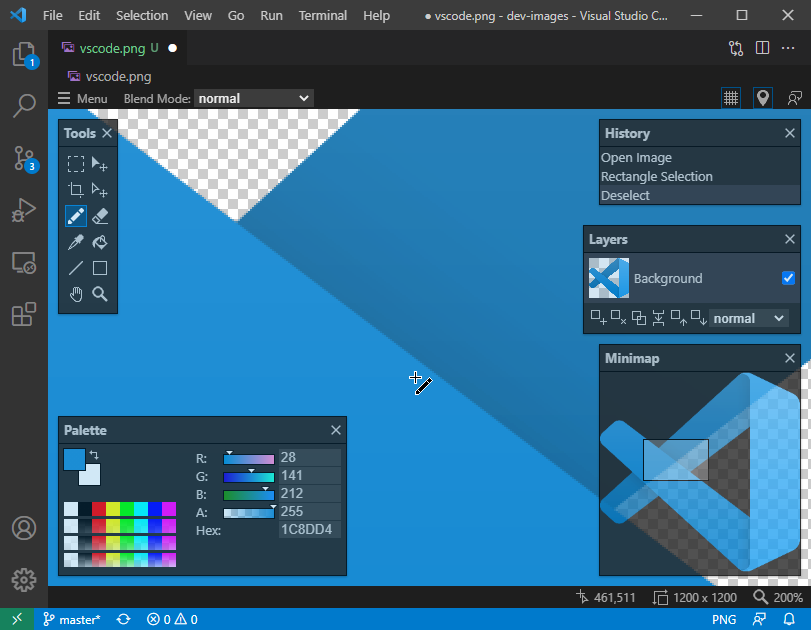 File Edit Selection View Go Run Terminal Help ● vscode.png - dev-images - Visual Studio C...
vscode.png U ●
vscode.png
Menu Blend Mode: normal
Tools
History
Open Image
Rectangle Selection
Deselect
Layers
Background
normal
Minimap
Palette
R: 28
G: 141
B: 212
A: 255
Hex: 1C8DD4
1
3
461,511 1200 x 1200 200%
master* 0 0 PNG